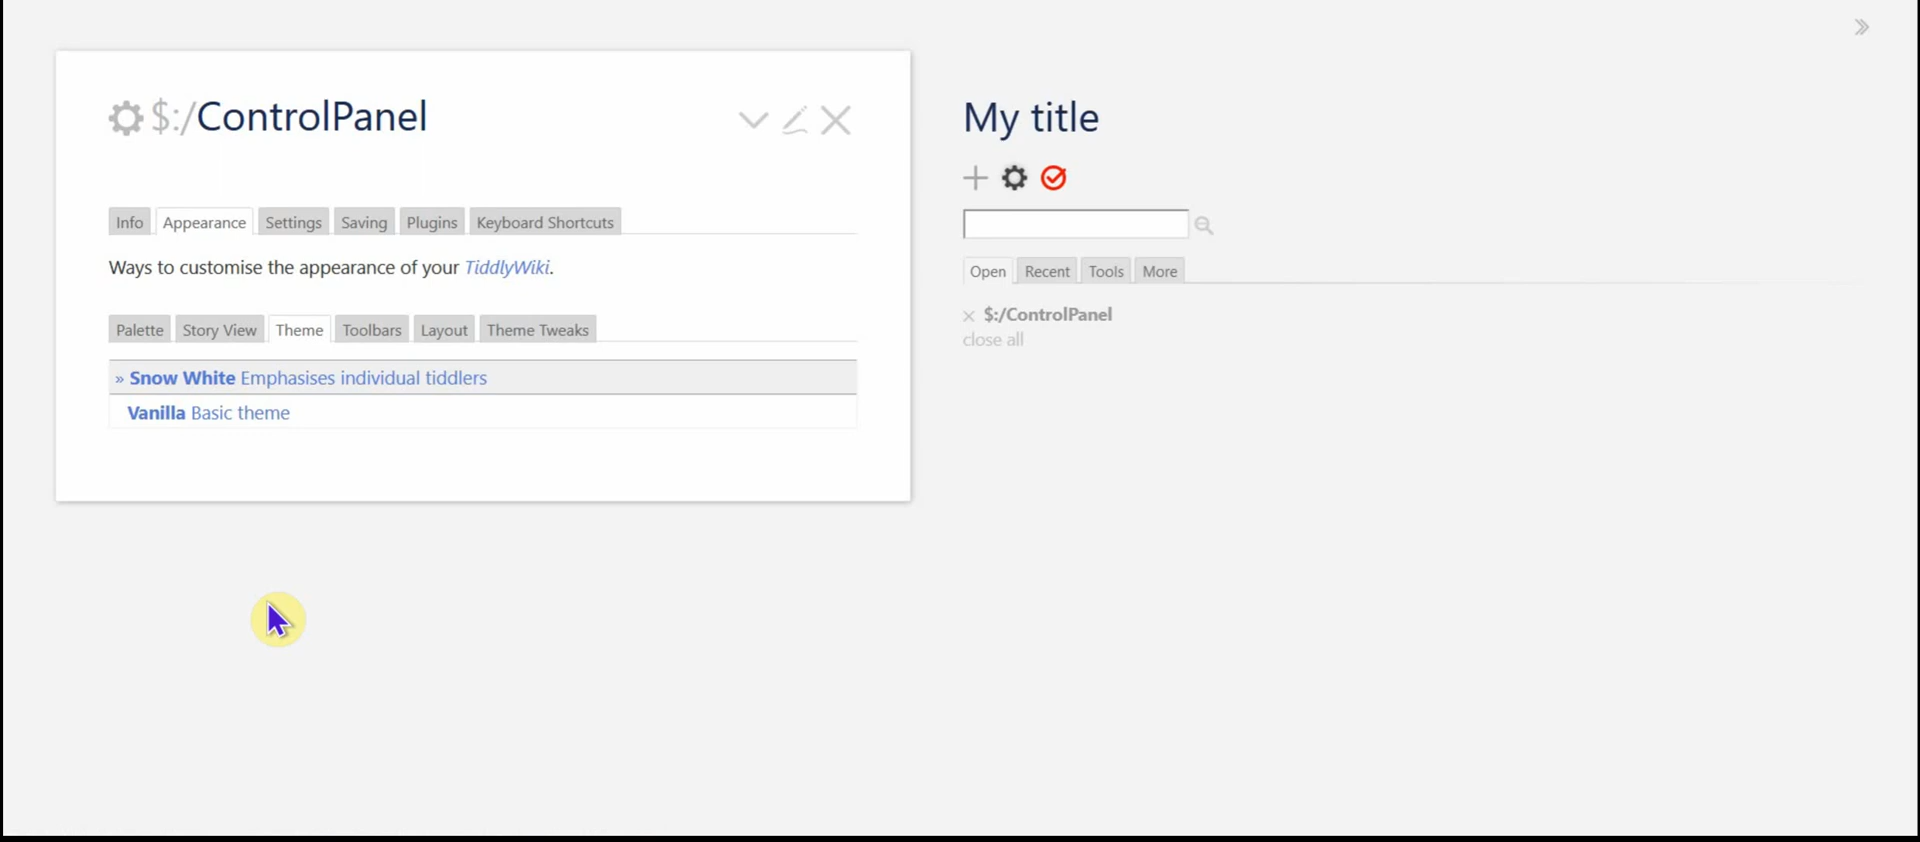 $:/ControlPanel
Info Appearance Settings Saving Plugins Keyboard Shortcuts
Ways to customise the appearance of your TiddlyWiki.
Palette Story View Theme Toolbars Layout Theme Tweaks
» Snow White Emphasises individual tiddlers
Vanilla Basic theme
My title
Open Recent Tools More
× $:/ControlPanel
close all